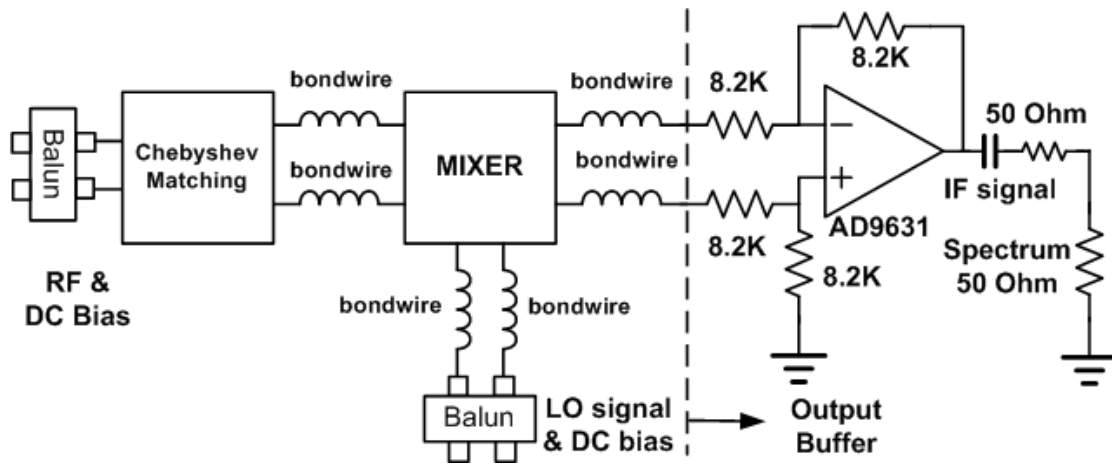 8.2K
8.2K
bondwire
bondwire
50 Ohm
Balun
Chebyshev
Matching
bondwire
MIXER
bondwire
IF signal
AD9631
8.2K
8.2K
Spectrum
50 Ohm
RF &
DC Bias
bondwire
bondwire
Balun
LO signal
& DC bias
Output
Buffer